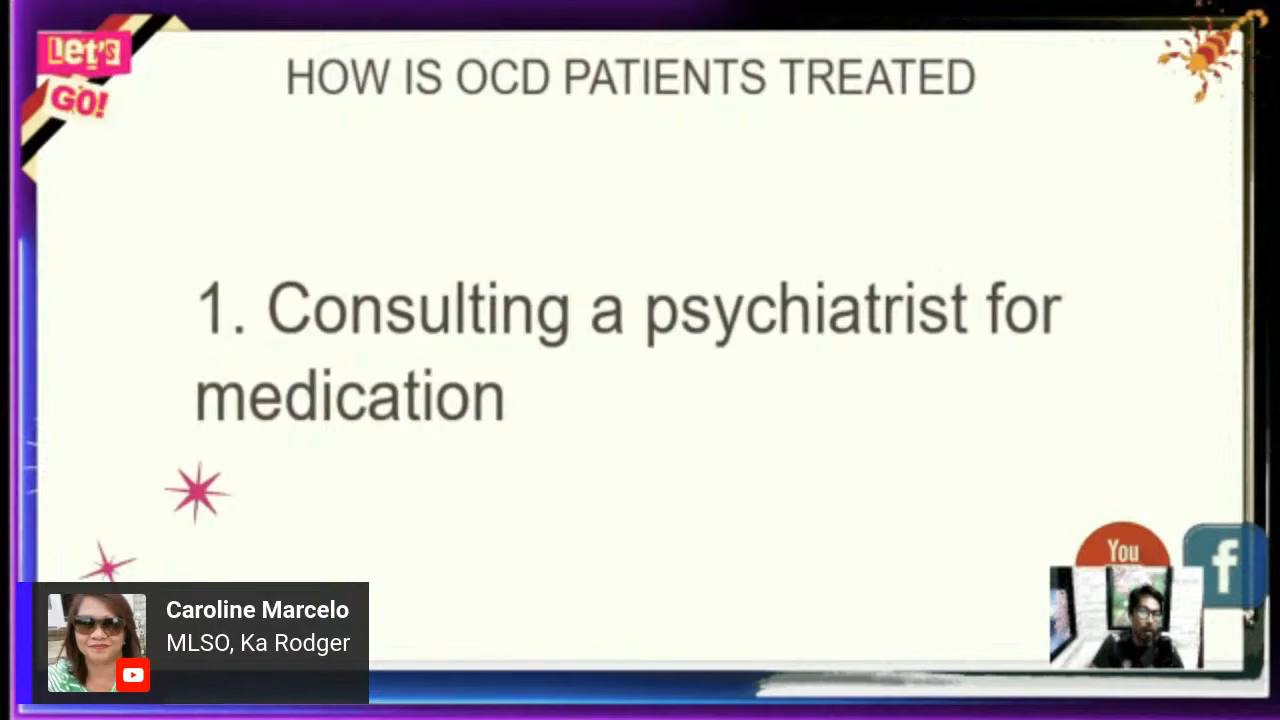 Let's
GO!
HOW IS OCD PATIENTS TREATED
1. Consulting a psychiatrist for
medication
You
f
Caroline Marcelo
MLSO, Ka Rodger